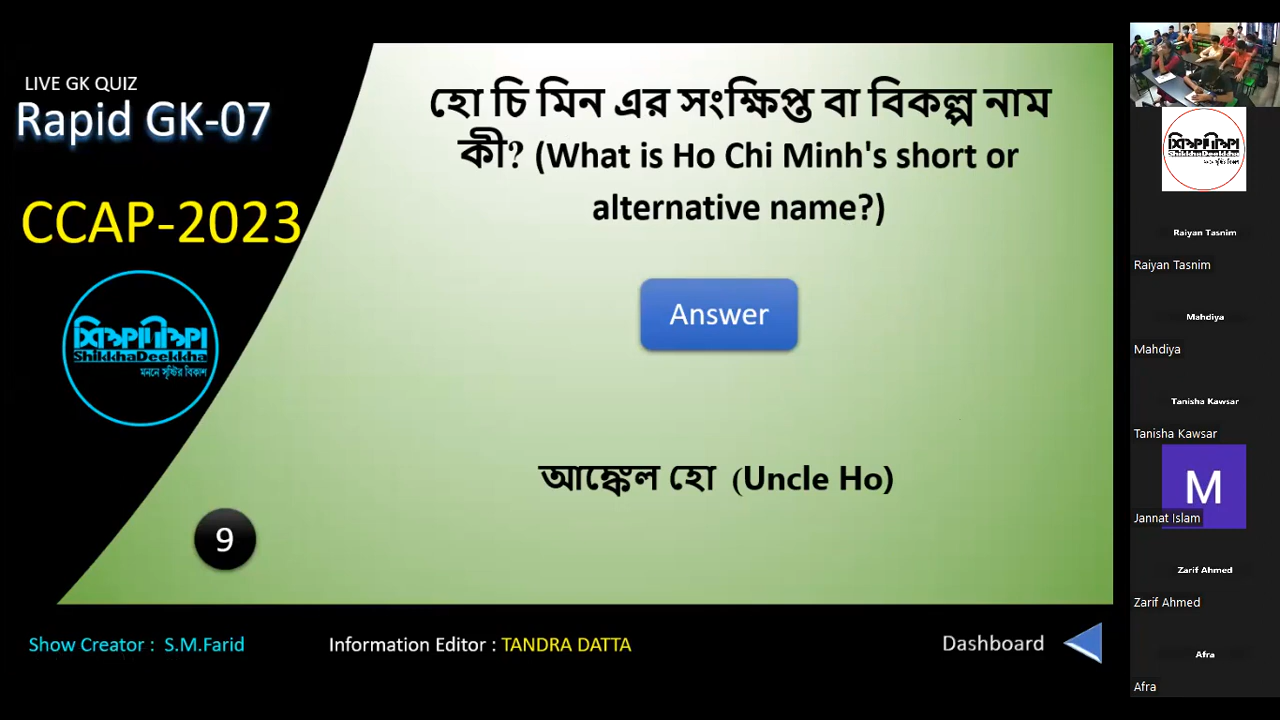 LIVE GK QUIZ
Rapid GK-07
CCAP-2023
শিক্ষাদীক্ষা
ShikkhaDeekkha
মননে সৃষ্টির বিকাশ
হো চি মিন এর সংক্ষিপ্ত বা বিকল্প নাম
কী? (What is Ho Chi Minh's short or
alternative name?)
Answer
আঙ্কেল হো (Uncle Ho)
9
Show Creator : S.M.Farid
Information Editor : TANDRA DATTA
Dashboard
শিক্ষাদীক্ষা
ShikkhaDeekkha
Raiyan Tasnim
Raiyan Tasnim
Mahdiya
Mahdiya
Tanisha Kawsar
Tanisha Kawsar
M
Jannat Islam
Zarif Ahmed
Zarif Ahmed
Afra
Afra